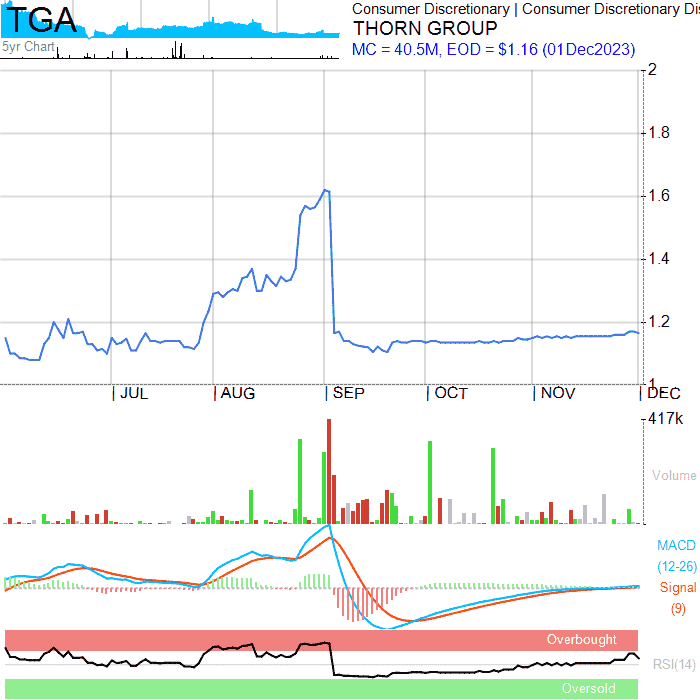 TGA
5yr Chart
Consumer Discretionary | Consumer Discretionary Dis
THORN GROUP
MC = 40.5M, EOD = $1.16 (01Dec2023)
2
1.8
1.6
1.4
1.2
1
JUL AUG SEP OCT NOV DEC
417k
Volume
MACD
(12-26)
Signal
(9)
Overbought
RSI(14)
Oversold